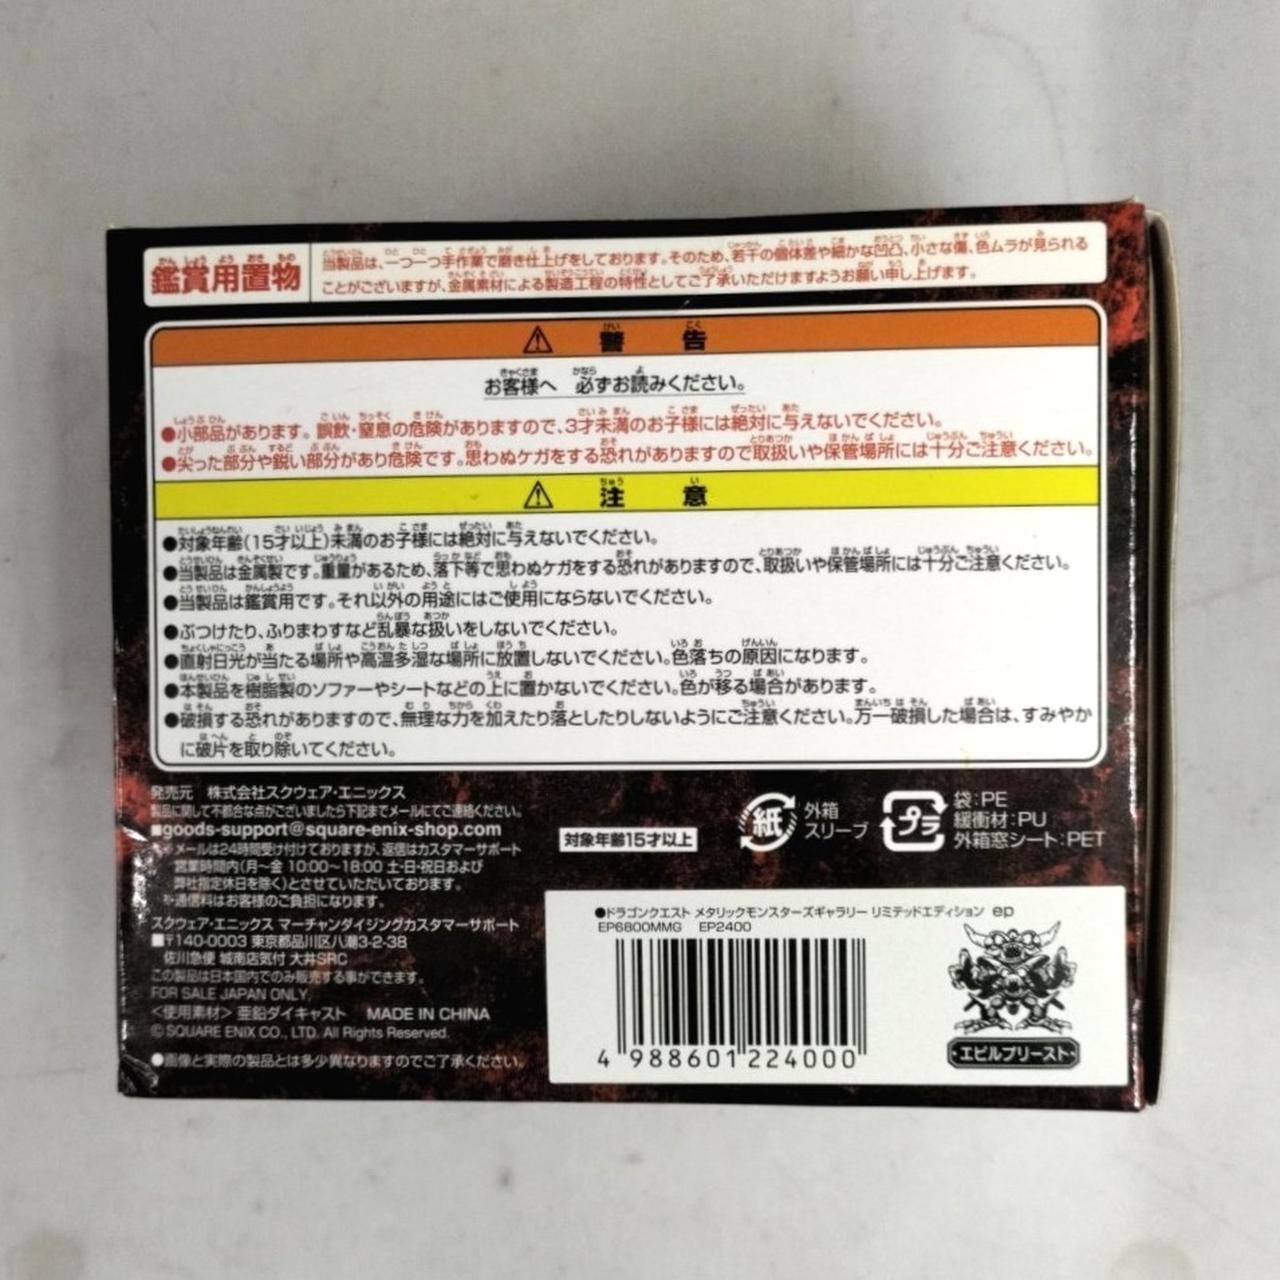 鑑賞用置物
当製品は、一つ一つ手作業で磨き仕上げをしております。そのため、若干の個体差や細かな凹凸、小さな傷、色ムラが見られる
ことがございますが、金属素材による製造工程の特性としてご了承いただけますようお願い申し上げます。
⚠ 警告
お客様へ 必ずお読みください。
●小部品があります。誤飲・窒息の危険がありますので、3才未満のお子様には絶対に与えないでください。
●尖った部分や鋭い部分があり危険です。思わぬケガをする恐れがありますので取扱いや保管場所には十分ご注意ください。
⚠ 注意
●対象年齢(15才以上)未満のお子様には絶対に与えないでください。
●当製品は金属製です。重量があるため、落下等で思わぬケガをする恐れがありますので、取扱いや保管場所には十分ご注意ください。
●当製品は鑑賞用です。それ以外の用途にはご使用にならないでください。
●ぶつけたり、ふりまわすなど乱暴な扱いをしないでください。
●直射日光が当たる場所や高温多湿な場所に放置しないでください。色落ちの原因になります。
●本製品を樹脂製のソファーやシートなどの上に置かないでください。色が移る場合があります。
●破損する恐れがありますので、無理な力を加えたり落としたりしないようにご注意ください。万一破損した場合は、すみやか
に破片を取り除いてください。
発売元 株式会社スクウェア・エニックス
製品に関して不都合な点がございましたら下記までメールにてご連絡ください。
■goods-support@square-enix-shop.com
※メールは24時間受け付けておりますが、返信はカスタマーサポート
営業時間内(月~金 10:00~18:00 土・日・祝日および
弊社指定休日を除く)とさせていただいております。
※通信料はお客様のご負担になります。
スクウェア・エニックス マーチャンダイジングカスタマーサポート
■〒140-0003 東京都品川区八潮3-2-38
佐川急便 城南店気付 大井SRC
この製品は日本国内でのみ販売する事ができます。
FOR SALE JAPAN ONLY.
<使用素材> 亜鉛ダイキャスト MADE IN CHINA
© SQUARE ENIX CO., LTD. All Rights Reserved.
●画像と実際の製品とは多少異なりますのでご了承ください。
対象年齢15才以上
紙
外箱
スリーブ
プラ
袋:PE
緩衝材:PU
外箱窓シート:PET
●ドラゴンクエスト メタリックモンスターズギャラリー リミテッドエディション ep
EP6800MMG EP2400
4 988601 224000
エビルプリースト